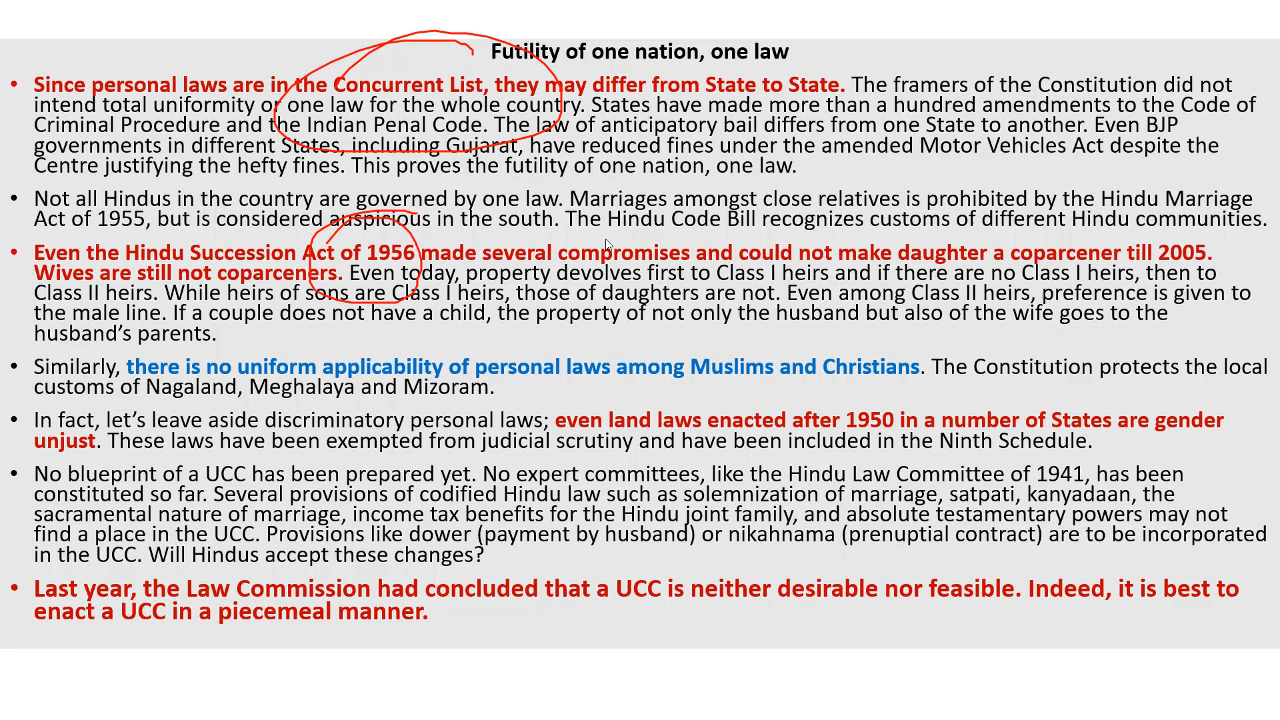 Futility of one nation, one law
• Since personal laws are in the Concurrent List, they may differ from State to State. The framers of the Constitution did not
intend total uniformity or one law for the whole country. States have made more than a hundred amendments to the Code of
Criminal Procedure and the Indian Penal Code. The law of anticipatory bail differs from one State to another. Even BJP
governments in different States, including Gujarat, have reduced fines under the amended Motor Vehicles Act despite the
Centre justifying the hefty fines. This proves the futility of one nation, one law.
• Not all Hindus in the country are governed by one law. Marriages amongst close relatives is prohibited by the Hindu Marriage
Act of 1955, but is considered auspicious in the south. The Hindu Code Bill recognizes customs of different Hindu communities.
• Even the Hindu Succession Act of 1956 made several compromises and could not make daughter a coparcener till 2005.
Wives are still not coparceners. Even today, property devolves first to Class I heirs and if there are no Class I heirs, then to
Class II heirs. While heirs of sons are Class I heirs, those of daughters are not. Even among Class II heirs, preference is given to
the male line. If a couple does not have a child, the property of not only the husband but also of the wife goes to the
husband's parents.
• Similarly, there is no uniform applicability of personal laws among Muslims and Christians. The Constitution protects the local
customs of Nagaland, Meghalaya and Mizoram.
• In fact, let's leave aside discriminatory personal laws; even land laws enacted after 1950 in a number of States are gender
unjust. These laws have been exempted from judicial scrutiny and have been included in the Ninth Schedule.
• No blueprint of a UCC has been prepared yet. No expert committees, like the Hindu Law Committee of 1941, has been
constituted so far. Several provisions of codified Hindu law such as solemnization of marriage, satpati, kanyadaan, the
sacramental nature of marriage, income tax benefits for the Hindu joint family, and absolute testamentary powers may not
find a place in the UCC. Provisions like dower (payment by husband) or nikahnama (prenuptial contract) are to be incorporated
in the UCC. Will Hindus accept these changes?
• Last year, the Law Commission had concluded that a UCC is neither desirable nor feasible. Indeed, it is best to
enact a UCC in a piecemeal manner.